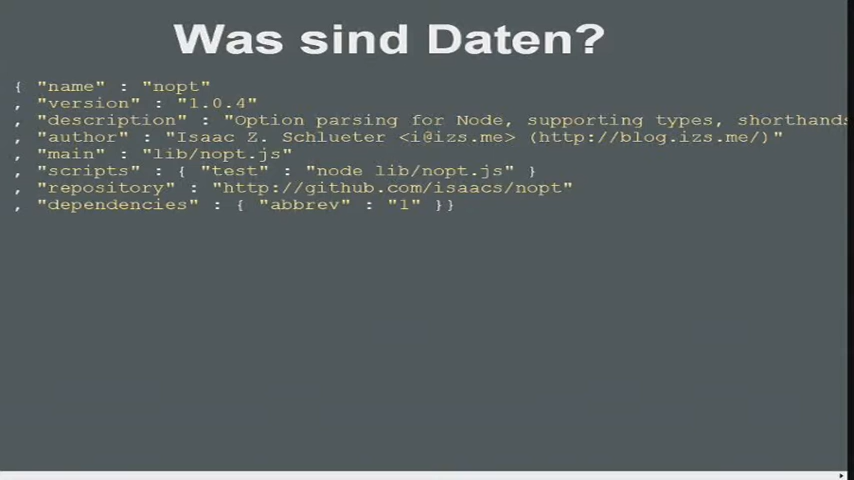 Was sind Daten?
{ "name" : "nopt"
, "version" : "1.0.4"
, "description" : "Option parsing for Node, supporting types, shorthands
, "author" : "Isaac Z. Schlueter <i@izs.me> (http://blog.izs.me/)"
, "main" : "lib/nopt.js"
, "scripts" : { "test" : "node lib/nopt.js" }
, "repository" : "http://github.com/isaacs/nopt"
, "dependencies" : { "abbrev" : "1" }}